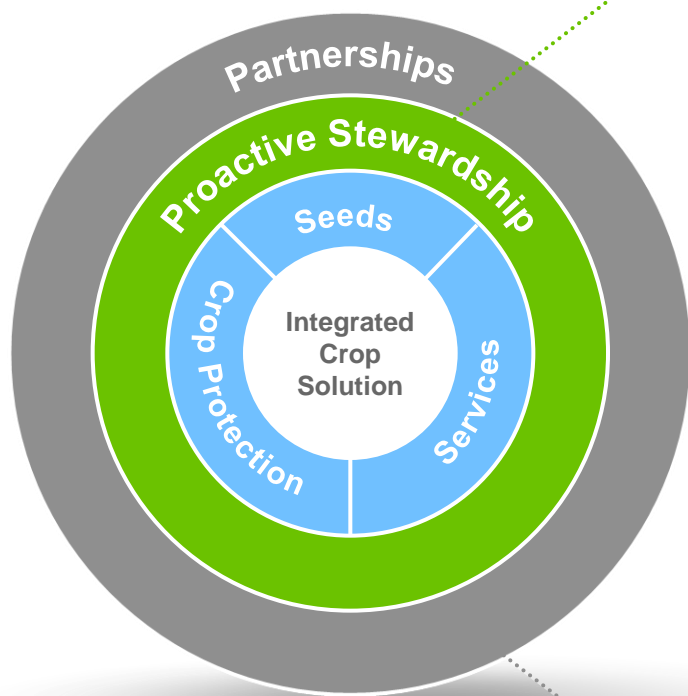 Partnerships
Proactive Stewardship
Seeds
Crop Protection
Services
Integrated
Crop
Solution